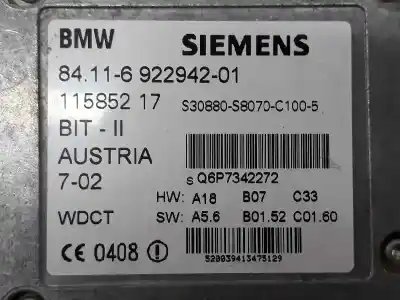 BMW SIEMENS
84.11-6 922942-01
115852 17 S30880-S8070-C100-5
BIT - II
AUSTRIA
7-02 S Q6P7342272
HW: A18 B07 C33
WDCT SW: A5.6 B01.52 C01.60
CE 0408 !
520039413475129